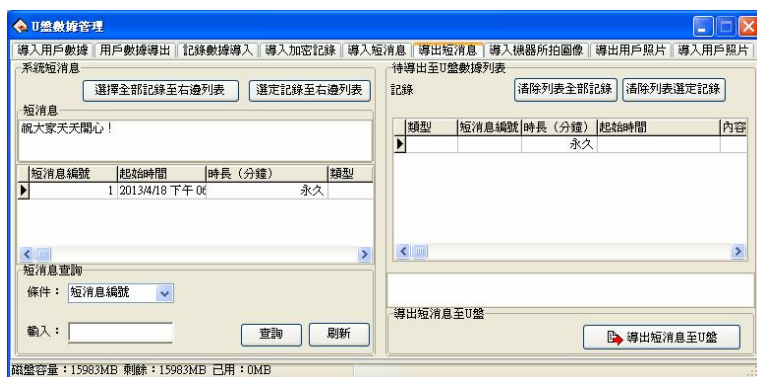 U盤數據管理
導入用戶數據 用戶數據導出 記錄數據導入 導入加密記錄 導入短消息 導出短消息 導入機器所拍圖像 導出用戶照片 導入用戶照片
系統短消息
選擇全部記錄至右邊列表 選定記錄至右邊列表
短消息
祝大家天天開心！
短消息編號 起始時間 時長（分鐘） 類型
1 2013/4/18 下午 06 永久
短消息查詢
條件： 短消息編號
輸入：
查詢 刷新
待導出至U盤數據列表
記錄 清除列表全部記錄 清除列表選定記錄
類型 短消息編號 時長（分鐘） 起始時間 內容
永久
導出短消息至U盤
導出短消息至U盤
磁盤容量：15983MB 剩餘：15983MB 已用：0MB